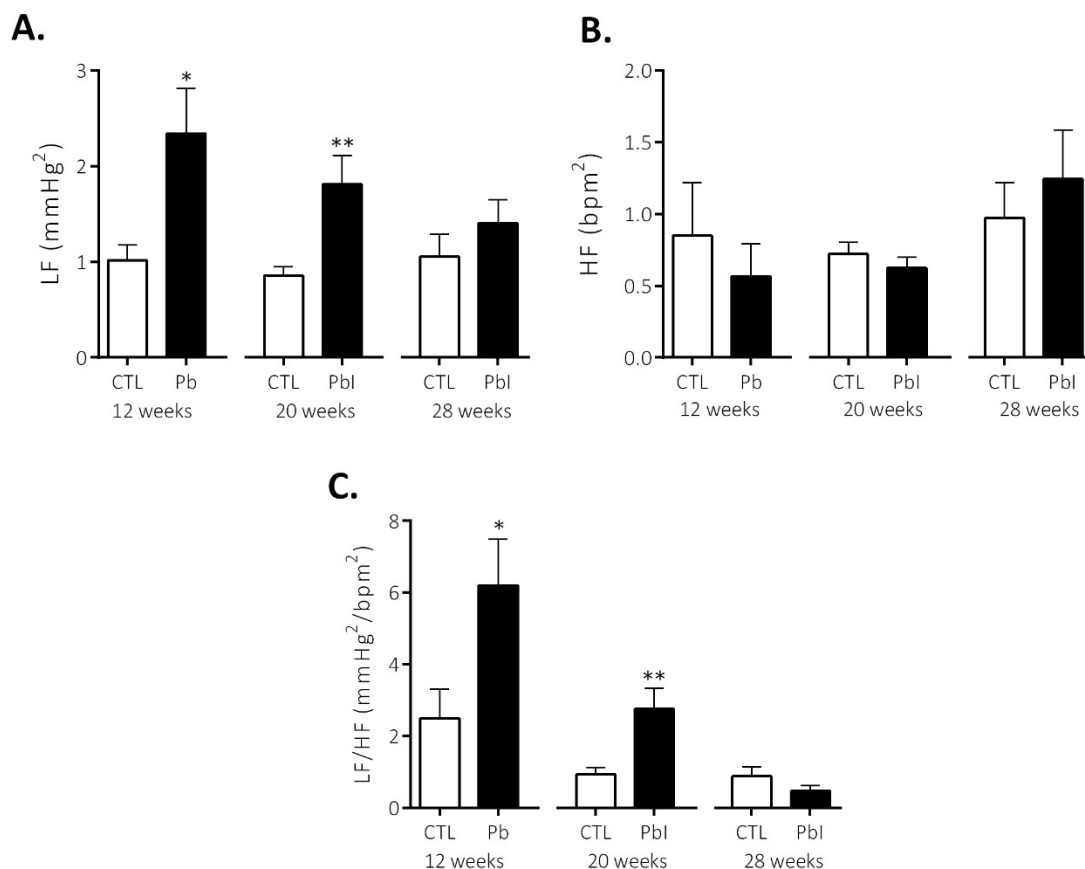 A.
LF (mmHg²)
3
2
1
0
*
**
CTL Pb CTL PbI CTL PbI
12 weeks 20 weeks 28 weeks
B.
HF (bpm²)
2.0
1.5
1.0
0.5
0.0
CTL Pb CTL PbI CTL PbI
12 weeks 20 weeks 28 weeks
C.
LF/HF (mmHg²/bpm²)
8
6
4
2
0
*
**
CTL Pb CTL PbI CTL PbI
12 weeks 20 weeks 28 weeks